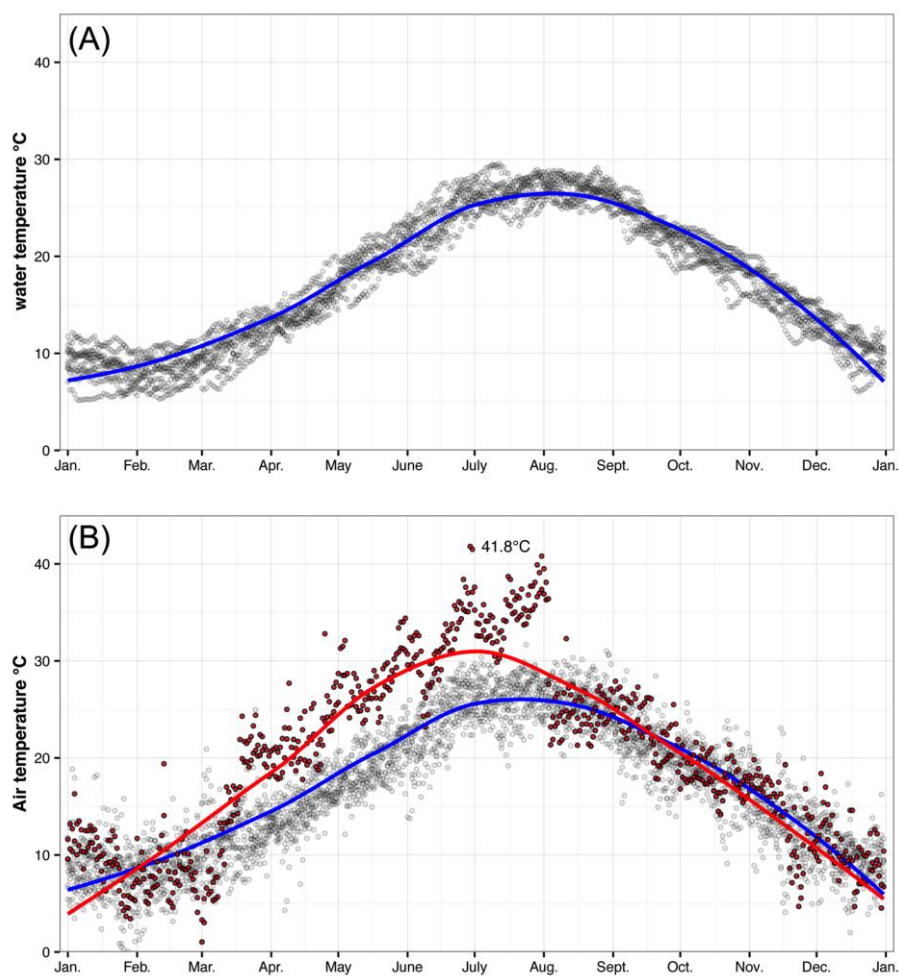 (A)
40
30
20
10
0
water temperature °C
Jan. Feb. Mar. Apr. May June July Aug. Sept. Oct. Nov. Dec. Jan.
(B)
41.8°C
40
30
20
10
0
Air temperature °C
Jan. Feb. Mar. Apr. May June July Aug. Sept. Oct. Nov. Dec. Jan.